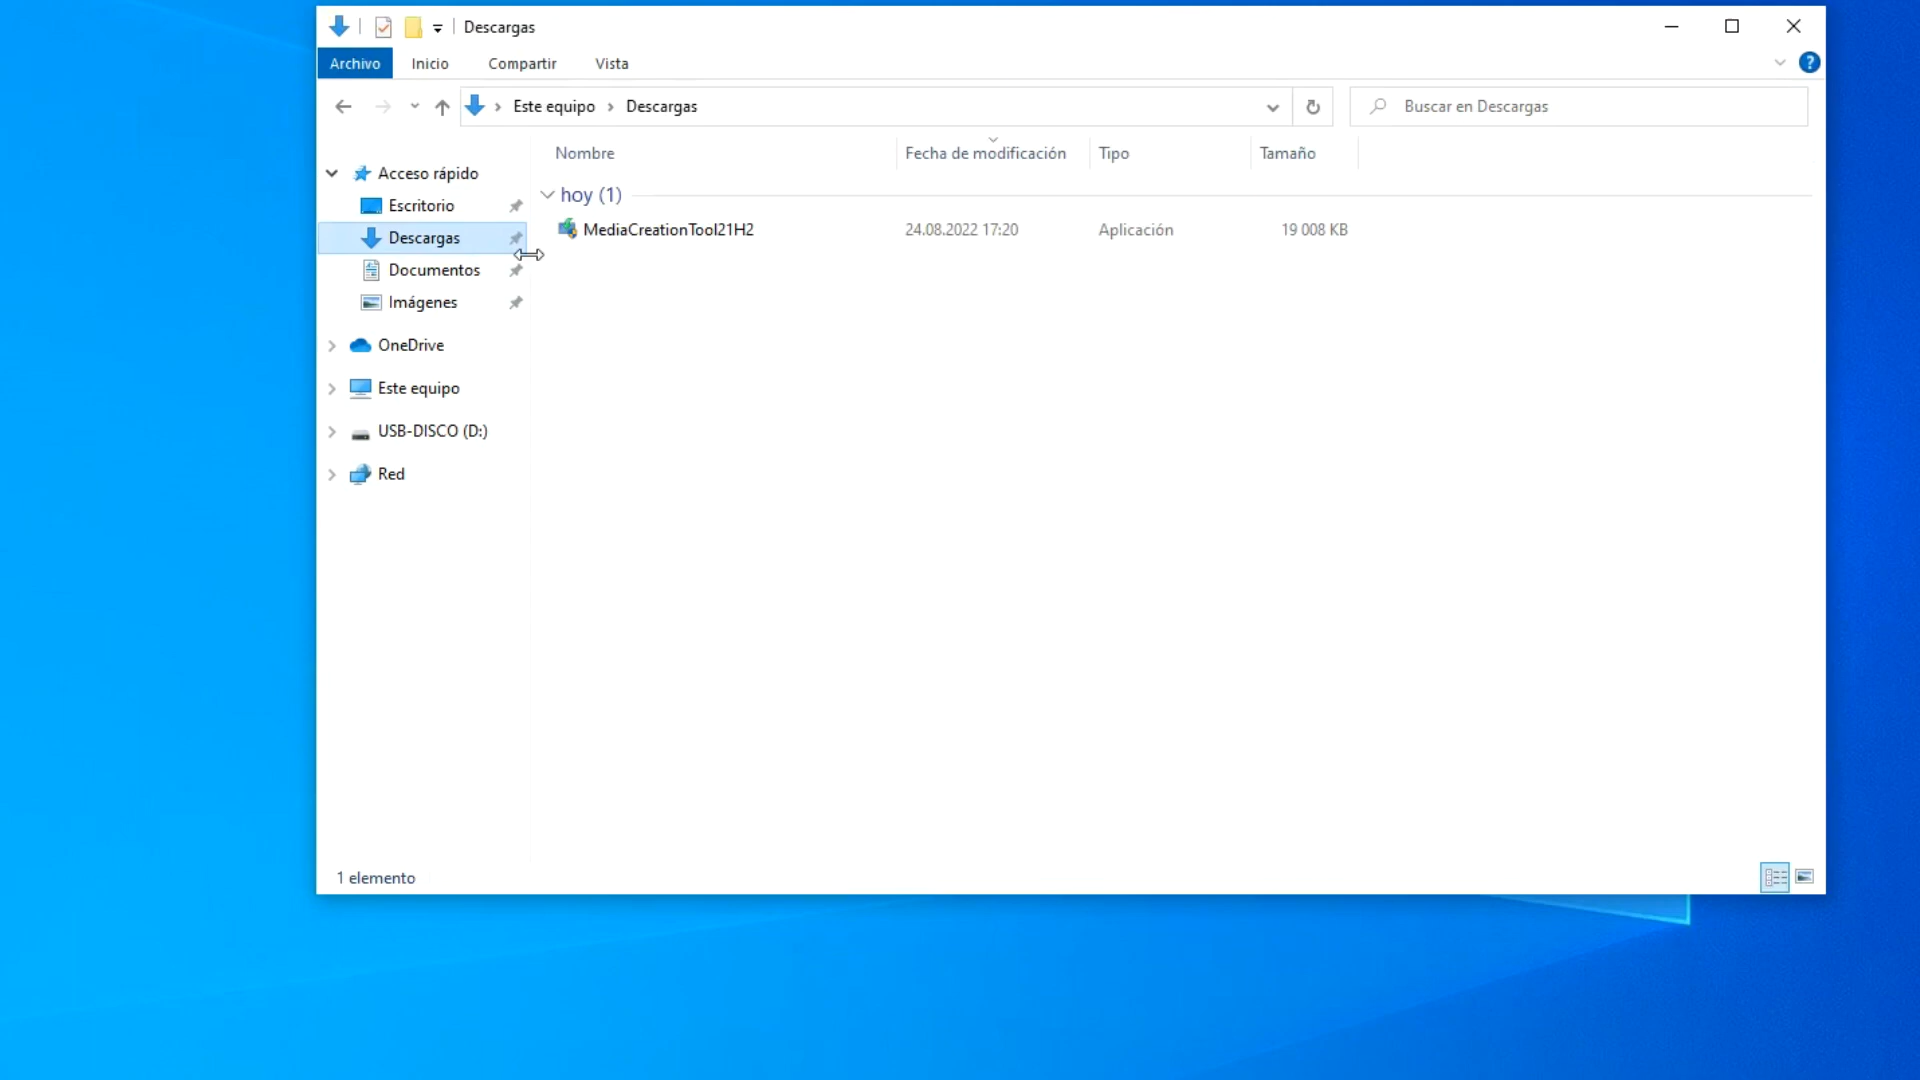 Descargas
Archivo Inicio Compartir Vista ?
Este equipo Descargas Buscar en Descargas
Nombre Fecha de modificación Tipo Tamaño
Acceso rápido
Escritorio
Descargas
Documentos
Imágenes
OneDrive
Este equipo
USB-DISCO (D:)
Red
hoy (1)
MediaCreationTool21H2 24.08.2022 17:20 Aplicación 19 008 KB
1 elemento